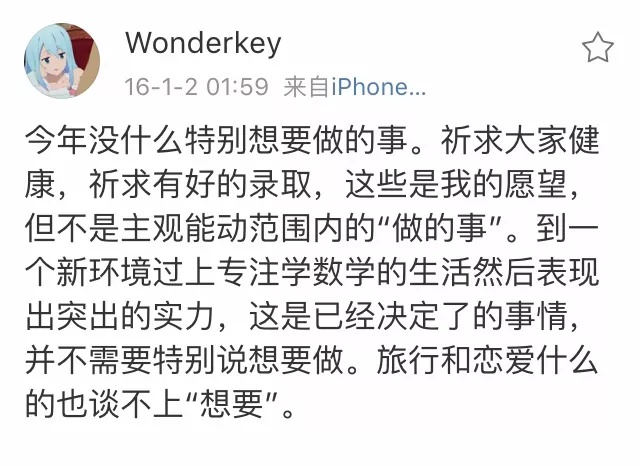 Wonderkey
16-1-2 01:59 来自iPhone...
今年没什么特别想要做的事。祈求大家健
康，祈求有好的录取，这些是我的愿望，
但不是主观能动范围内的“做的事”。到一
个新环境过上专注学数学的生活然后表现
出突出的实力，这是已经决定了的事情，
并不需要特别说想要做。旅行和恋爱什么
的也谈不上“想要”。